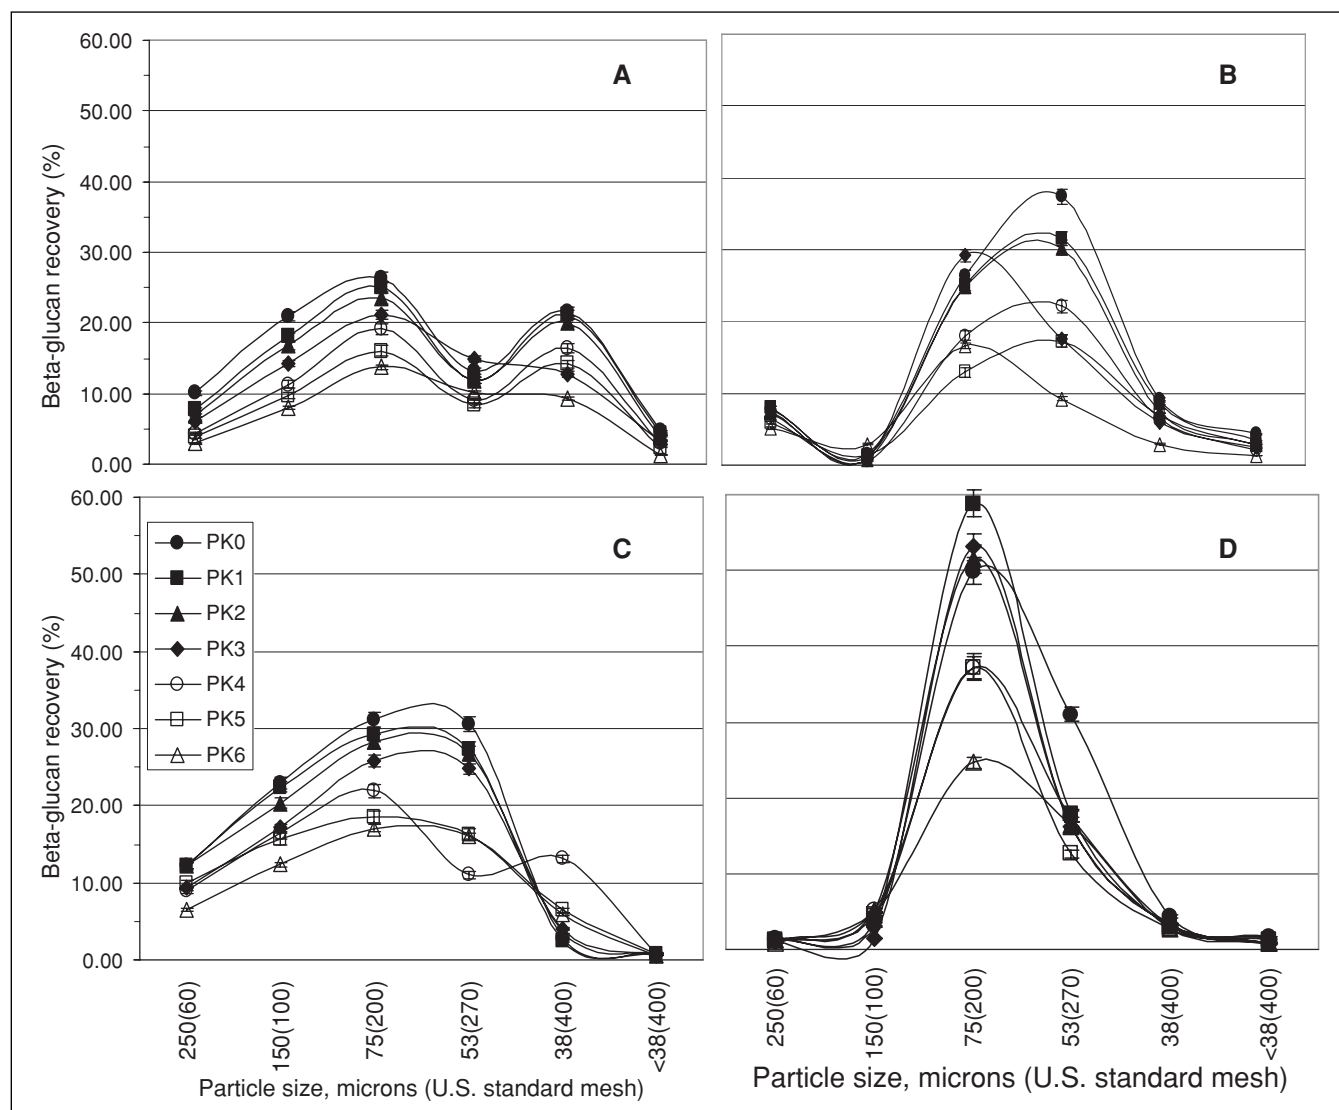 A
B
60.00
50.00
40.00
30.00
20.00
10.00
0.00
Beta-glucan recovery (%)
C
D
60.00
50.00
40.00
30.00
20.00
10.00
0.00
Beta-glucan recovery (%)
PK0
PK1
PK2
PK3
PK4
PK5
PK6
250(60)
150(100)
75(200)
53(270)
38(400)
<38(400)
Particle size, microns (U.S. standard mesh)
250(60)
150(100)
75(200)
53(270)
38(400)
<38(400)
Particle size, microns (U.S. standard mesh)